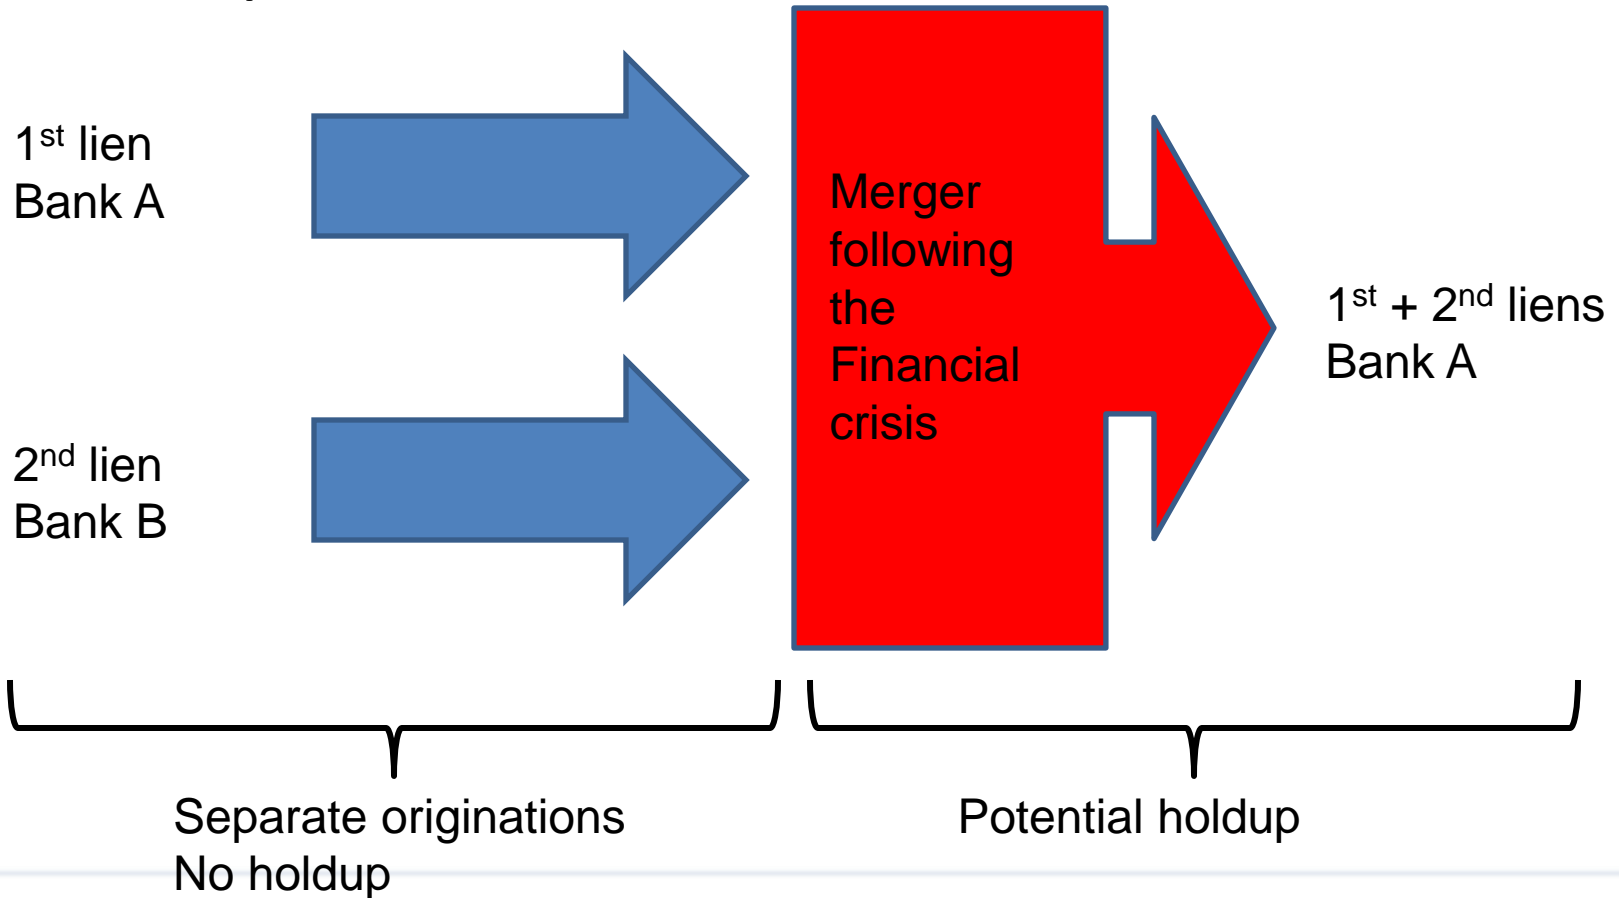 1st lien
Bank A
2nd lien
Bank B
Merger
following
the
Financial
crisis
1st + 2nd liens
Bank A
Separate originations
No holdup
Potential holdup